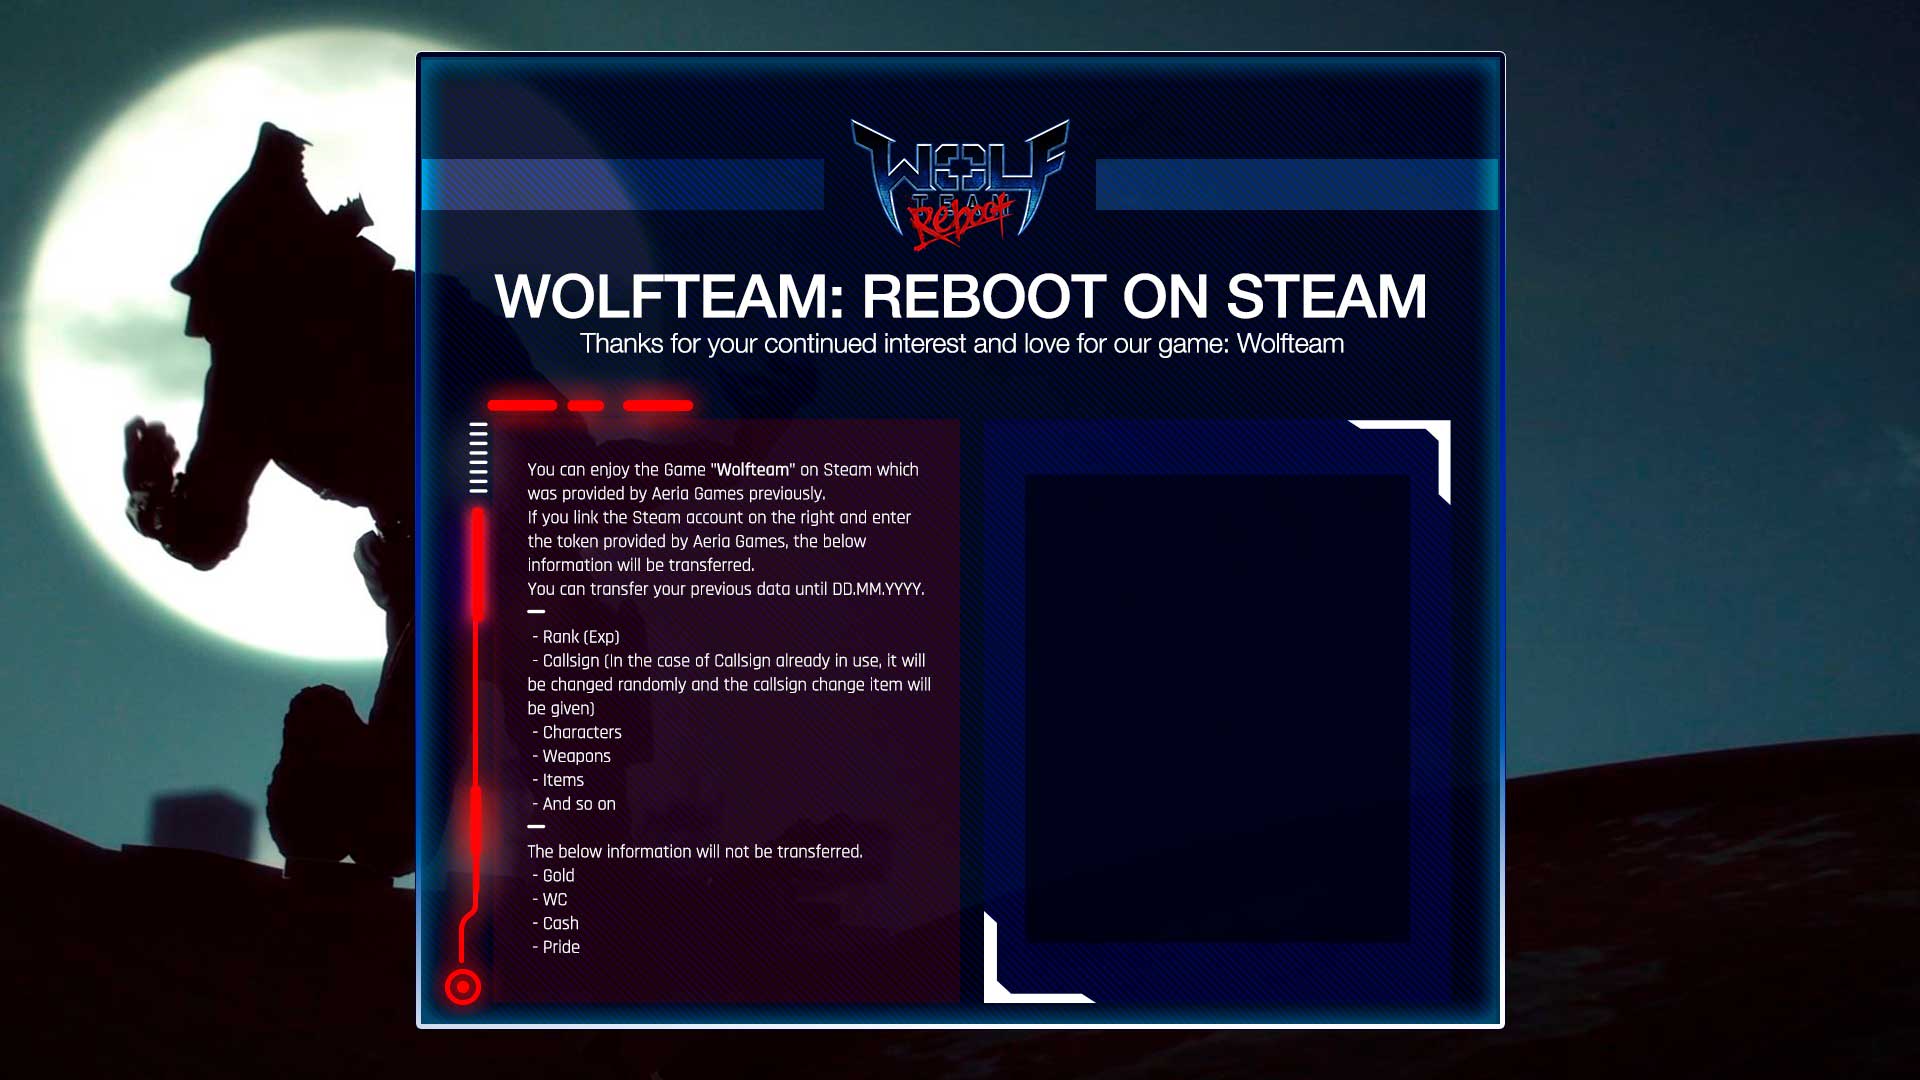 WOLF
TEAM
Reboot
WOLFTEAM: REBOOT ON STEAM
Thanks for your continued interest and love for our game: Wolfteam
You can enjoy the Game "Wolfteam" on Steam which
was provided by Aeria Games previously.
If you link the Steam account on the right and enter
the token provided by Aeria Games, the below
information will be transferred.
You can transfer your previous data until DD.MM.YYYY.
- Rank (Exp)
- Callsign (In the case of Callsign already in use, it will
be changed randomly and the callsign change item will
be given)
- Characters
- Weapons
- Items
- And so on
The below information will not be transferred.
- Gold
- WC
- Cash
- Pride